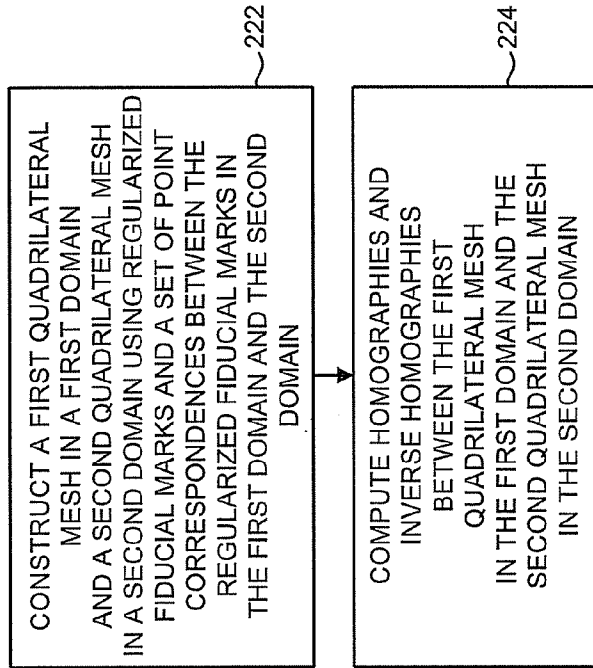 CONSTRUCT A FIRST QUADRILATERAL
MESH IN A FIRST DOMAIN
AND A SECOND QUADRILATERAL MESH
IN A SECOND DOMAIN USING REGULARIZED
FIDUCIAL MARKS AND A SET OF POINT
CORRESPONDENCES BETWEEN THE
REGULARIZED FIDUCIAL MARKS IN
THE FIRST DOMAIN AND THE SECOND
DOMAIN
222
COMPUTE HOMOGRAPHIES AND
INVERSE HOMOGRAPHIES
BETWEEN THE FIRST
QUADRILATERAL MESH
IN THE FIRST DOMAIN AND THE
SECOND QUADRILATERAL MESH
IN THE SECOND DOMAIN
224